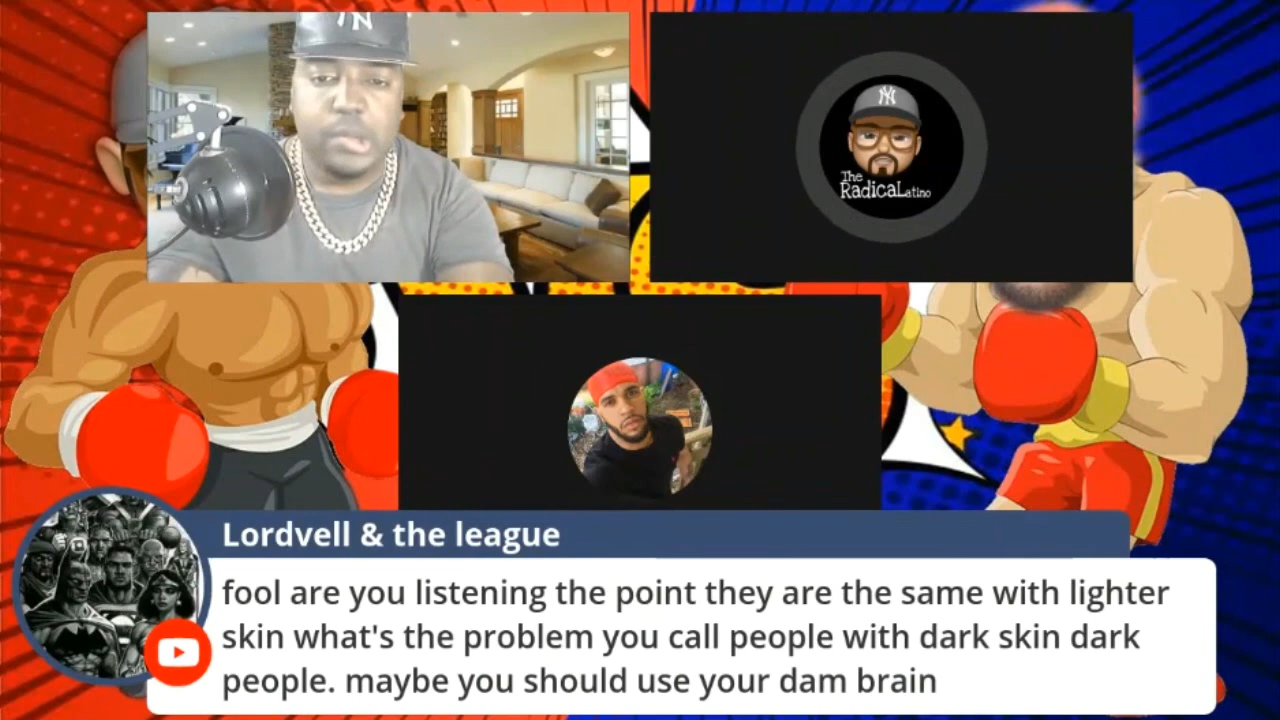 NY
The
RadicaLatino
Lordvell & the league
fool are you listening the point they are the same with lighter
skin what's the problem you call people with dark skin dark
people. maybe you should use your dam brain